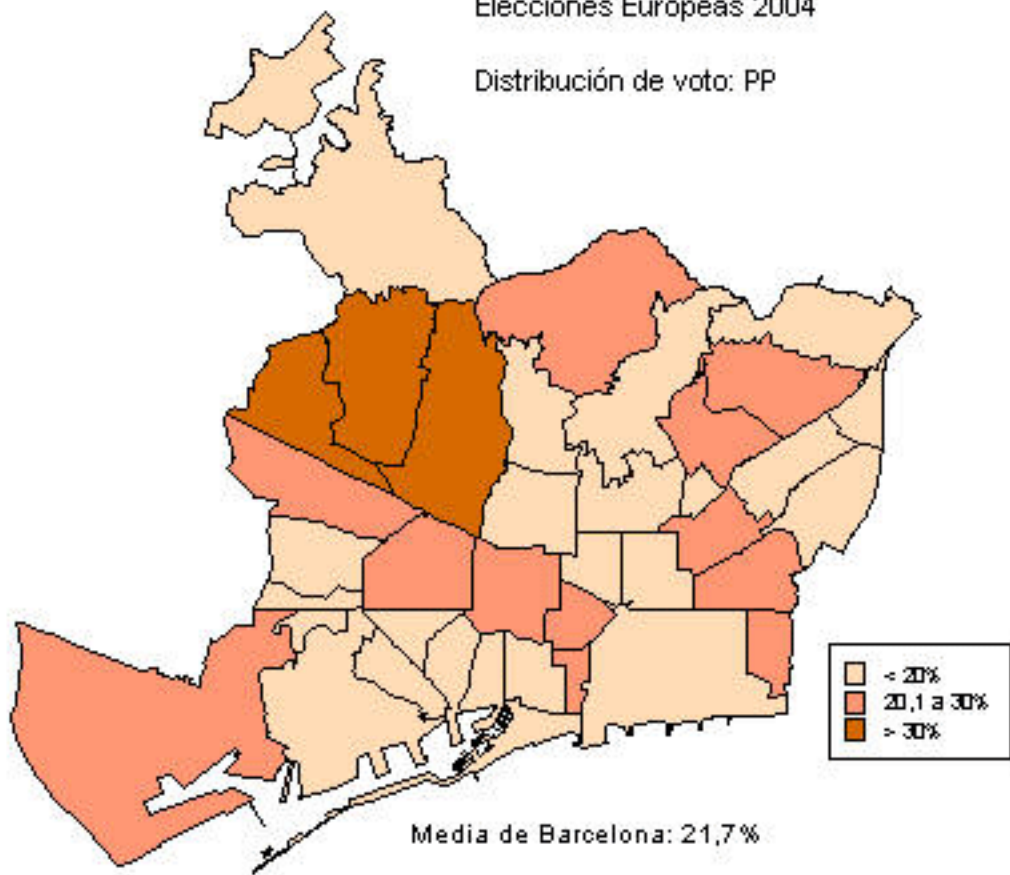 Elecciones Europeas 2004
Distribución de voto: PP
< 20%
20,1 a 30%
> 30%
Media de Barcelona: 21,7%